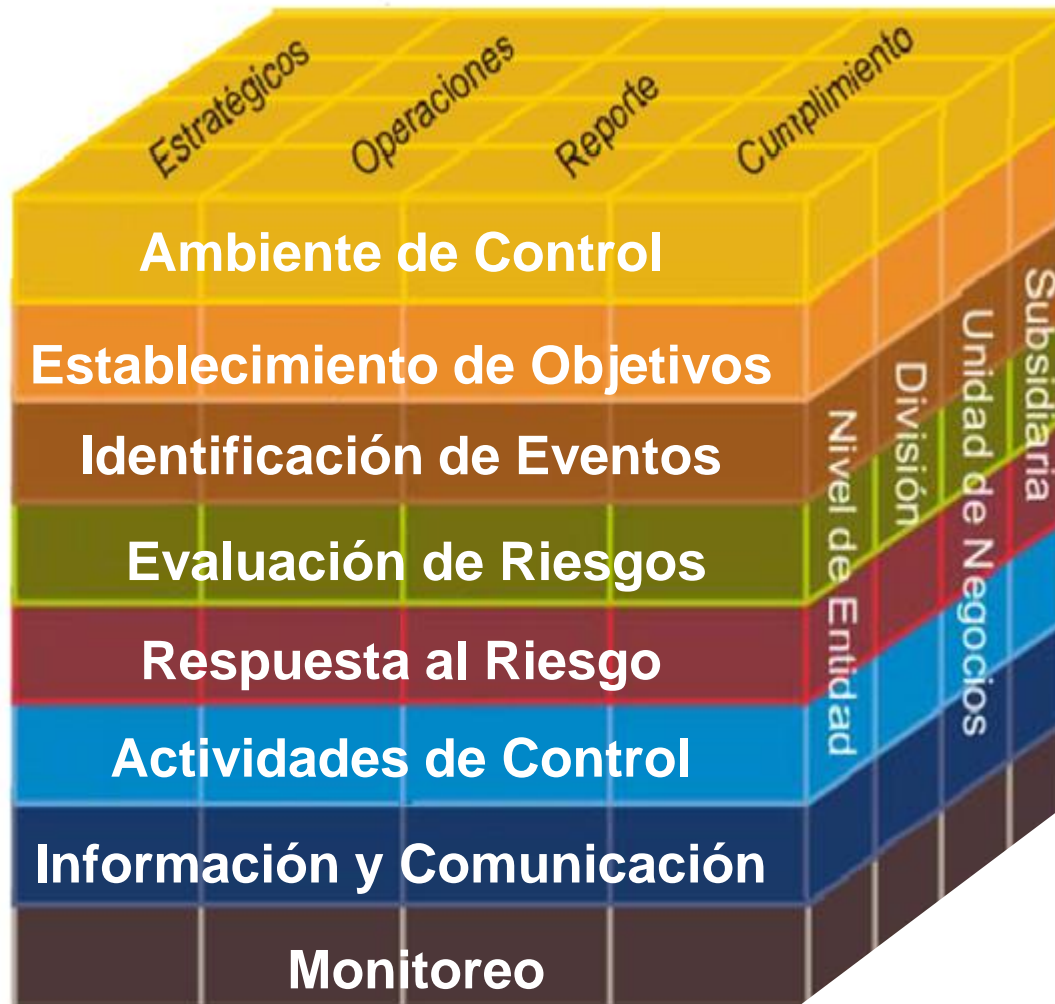 Estratégicos
Operaciones
Reporte
Cumplimiento
Ambiente de Control
Establecimiento de Objetivos
Identificación de Eventos
Evaluación de Riesgos
Respuesta al Riesgo
Actividades de Control
Información y Comunicación
Monitoreo
Nivel de Entidad
División
Unidad de Negocios
Subsidiaria